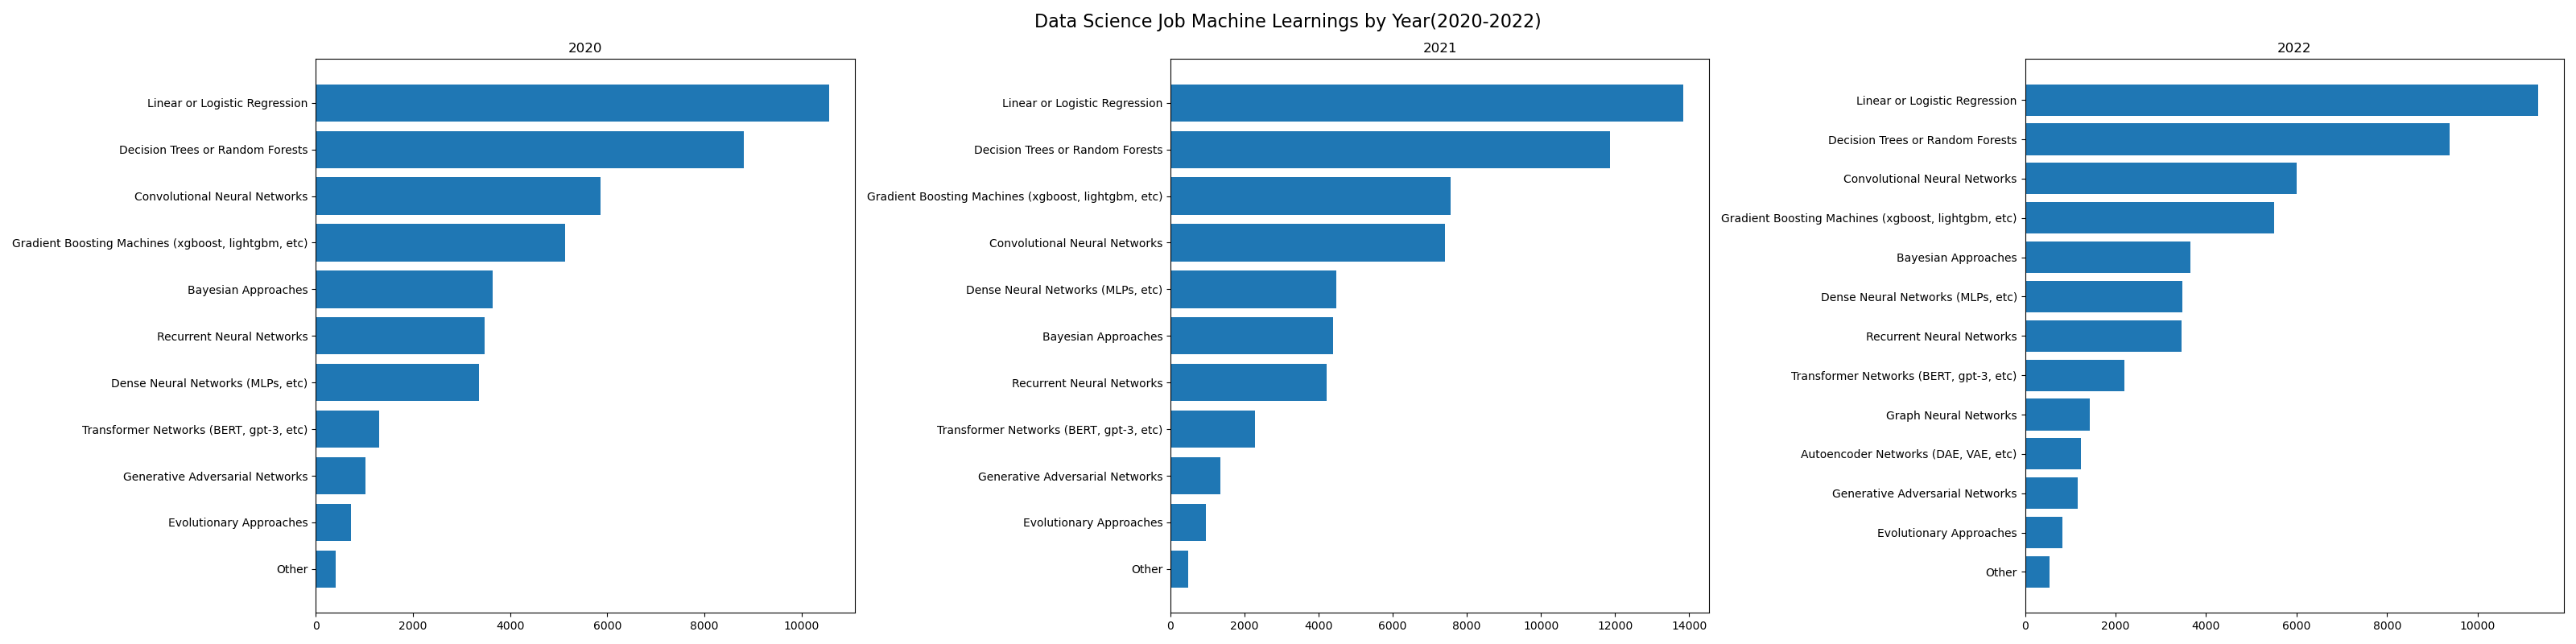 Data Science Job Machine Learnings by Year(2020-2022)
2020
Linear or Logistic Regression
Decision Trees or Random Forests
Convolutional Neural Networks
Gradient Boosting Machines (xgboost, lightgbm, etc)
Bayesian Approaches
Recurrent Neural Networks
Dense Neural Networks (MLPs, etc)
Transformer Networks (BERT, gpt-3, etc)
Generative Adversarial Networks
Evolutionary Approaches
Other
0 2000 4000 6000 8000 10000
2021
Linear or Logistic Regression
Decision Trees or Random Forests
Gradient Boosting Machines (xgboost, lightgbm, etc)
Convolutional Neural Networks
Dense Neural Networks (MLPs, etc)
Bayesian Approaches
Recurrent Neural Networks
Transformer Networks (BERT, gpt-3, etc)
Generative Adversarial Networks
Evolutionary Approaches
Other
0 2000 4000 6000 8000 10000 12000 14000
2022
Linear or Logistic Regression
Decision Trees or Random Forests
Convolutional Neural Networks
Gradient Boosting Machines (xgboost, lightgbm, etc)
Bayesian Approaches
Dense Neural Networks (MLPs, etc)
Recurrent Neural Networks
Transformer Networks (BERT, gpt-3, etc)
Graph Neural Networks
Autoencoder Networks (DAE, VAE, etc)
Generative Adversarial Networks
Evolutionary Approaches
Other
0 2000 4000 6000 8000 10000